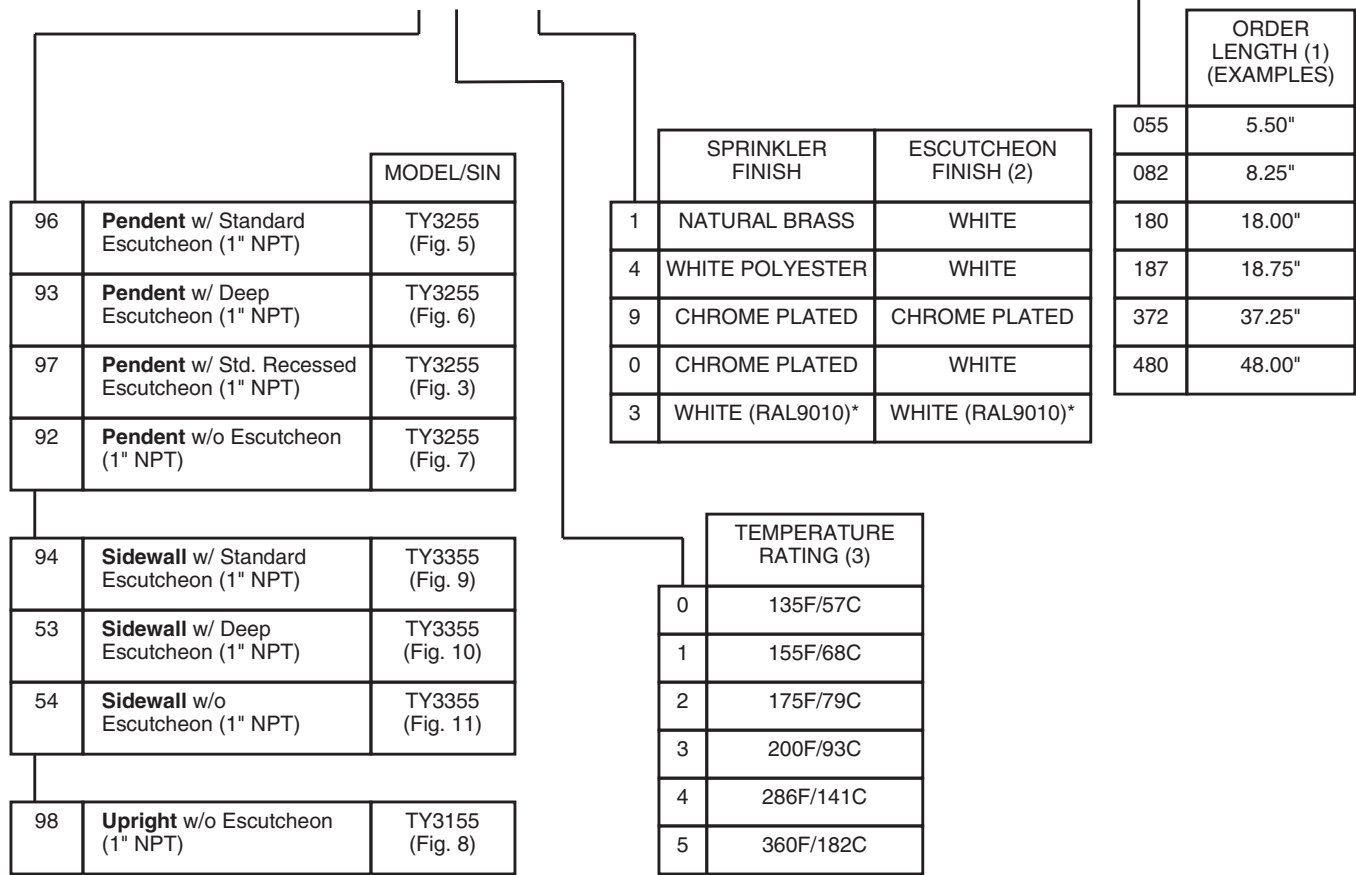 ORDER
LENGTH (1)
(EXAMPLES)
055 5.50"
082 8.25"
180 18.00"
187 18.75"
372 37.25"
480 48.00"
SPRINKLER
FINISH
ESCUTCHEON
FINISH (2)
1 NATURAL BRASS WHITE
4 WHITE POLYESTER WHITE
9 CHROME PLATED CHROME PLATED
0 CHROME PLATED WHITE
3 WHITE (RAL9010)* WHITE (RAL9010)*
MODEL/SIN
96 Pendent w/ Standard TY3255
Escutcheon (1" NPT) (Fig. 5)
93 Pendent w/ Deep TY3255
Escutcheon (1" NPT) (Fig. 6)
97 Pendent w/ Std. Recessed TY3255
Escutcheon (1" NPT) (Fig. 3)
92 Pendent w/o Escutcheon TY3255
(1" NPT) (Fig. 7)
94 Sidewall w/ Standard TY3355
Escutcheon (1" NPT) (Fig. 9)
53 Sidewall w/ Deep TY3355
Escutcheon (1" NPT) (Fig. 10)
54 Sidewall w/o TY3355
Escutcheon (1" NPT) (Fig. 11)
98 Upright w/o Escutcheon TY3155
(1" NPT) (Fig. 8)
TEMPERATURE
RATING (3)
0 135F/57C
1 155F/68C
2 175F/79C
3 200F/93C
4 286F/141C
5 360F/182C